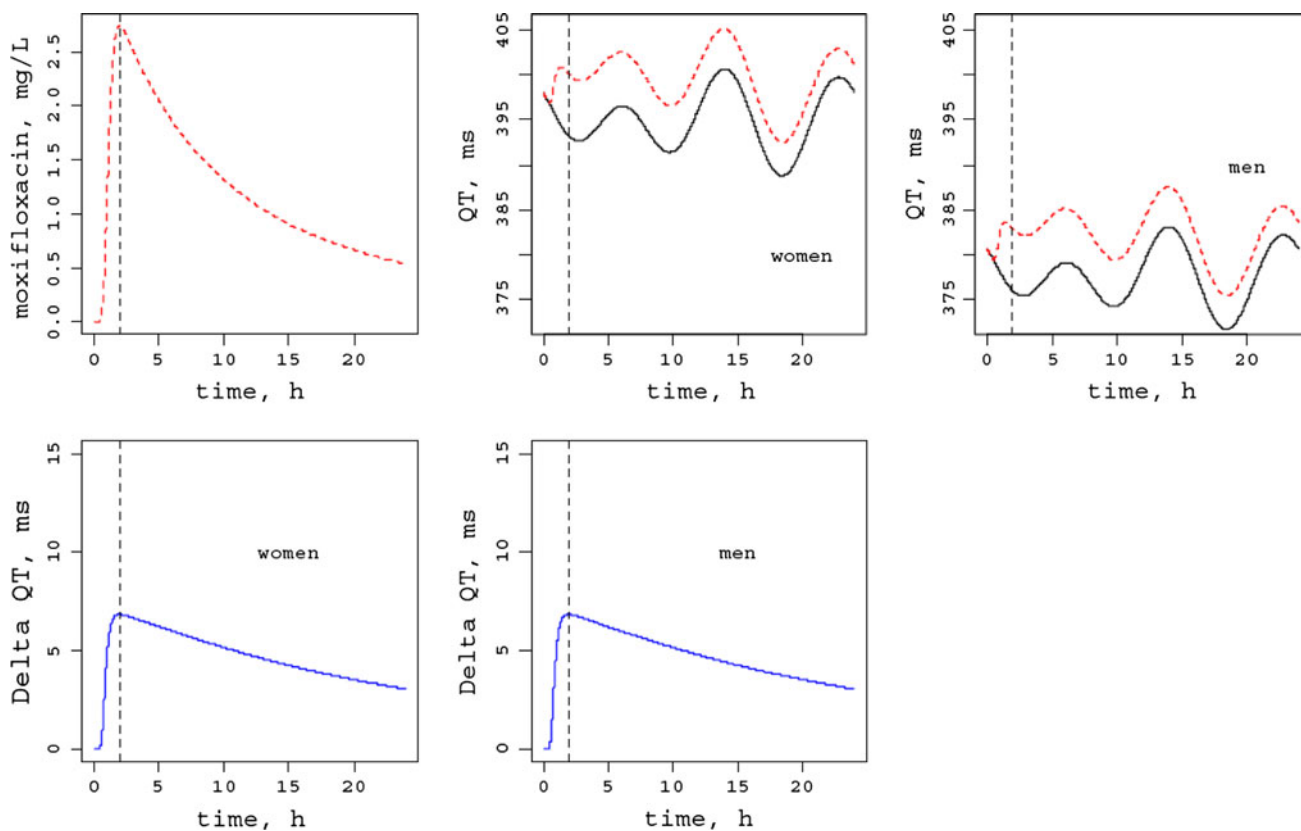 moxifloxacin, mg/L
0.0 0.5 1.0 1.5 2.0 2.5
0 5 10 15 20
time, h
QT, ms
375 385 395 405
women
0 5 10 15 20
time, h
QT, ms
375 385 395 405
men
0 5 10 15 20
time, h
Delta QT, ms
0 5 10 15
women
0 5 10 15 20
time, h
Delta QT, ms
0 5 10 15
men
0 5 10 15 20
time, h